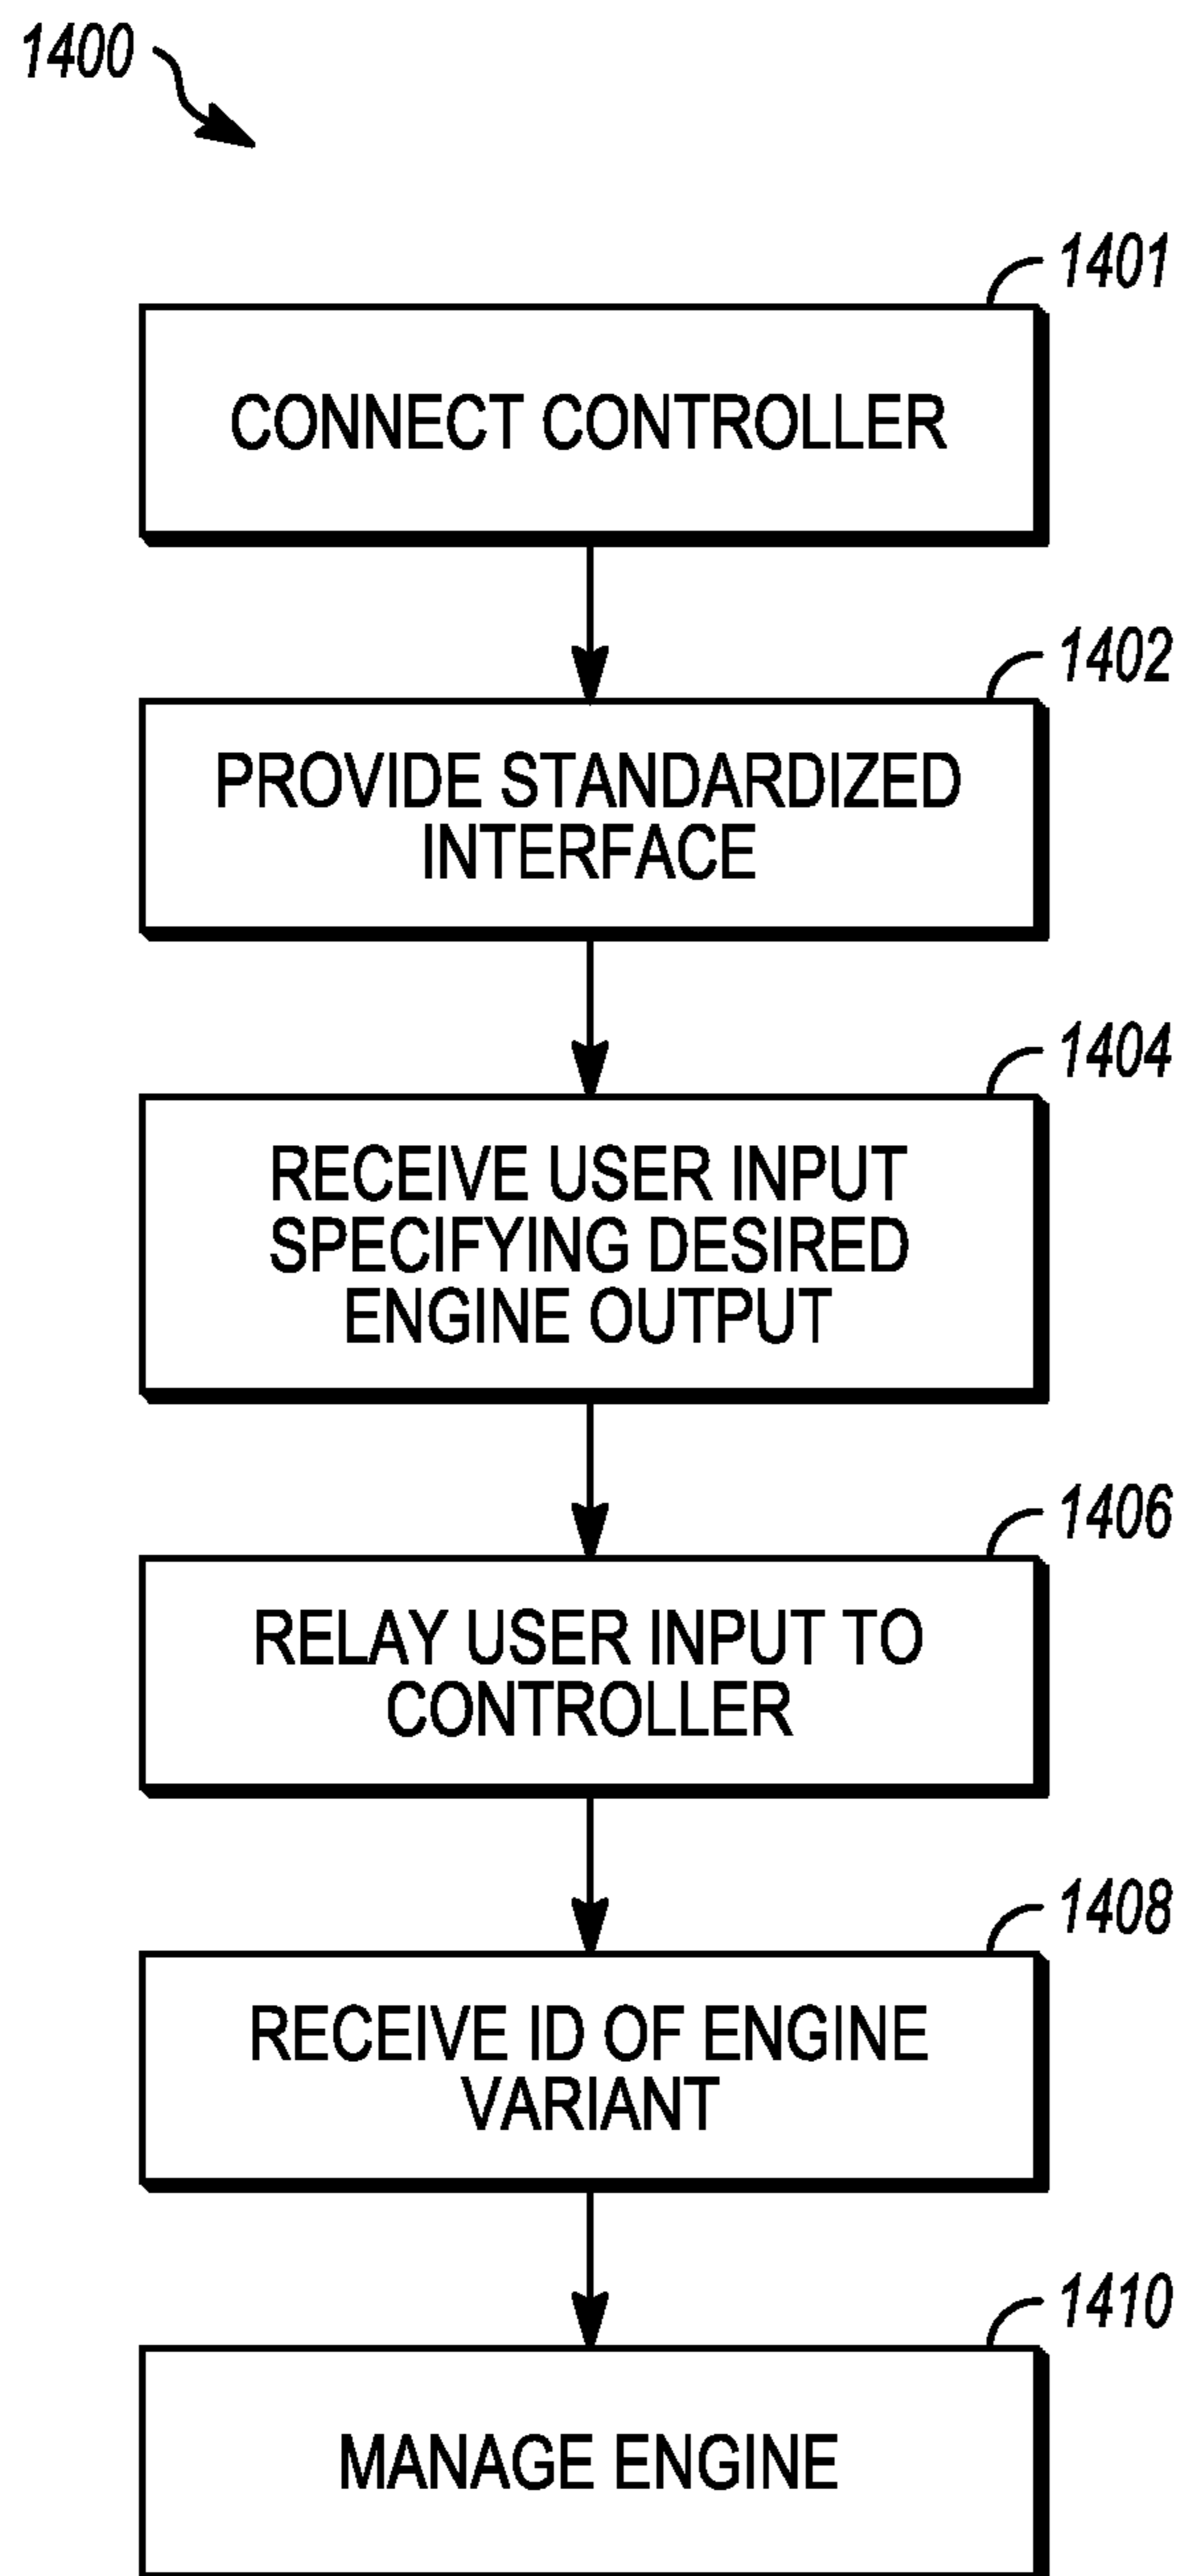 1400
1401
CONNECT CONTROLLER
1402
PROVIDE STANDARDIZED
INTERFACE
1404
RECEIVE USER INPUT
SPECIFYING DESIRED
ENGINE OUTPUT
1406
RELAY USER INPUT TO
CONTROLLER
1408
RECEIVE ID OF ENGINE
VARIANT
1410
MANAGE ENGINE